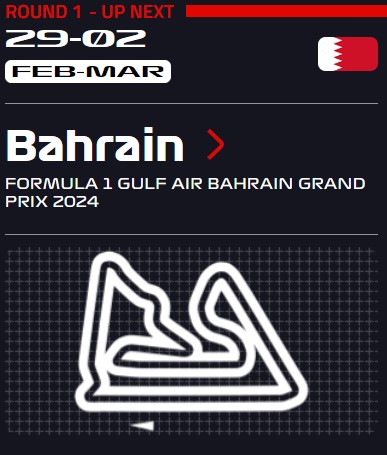 ROUND 1 - UP NEXT
29-02
FEB-MAR
Bahrain
FORMULA 1 GULF AIR BAHRAIN GRAND
PRIX 2024